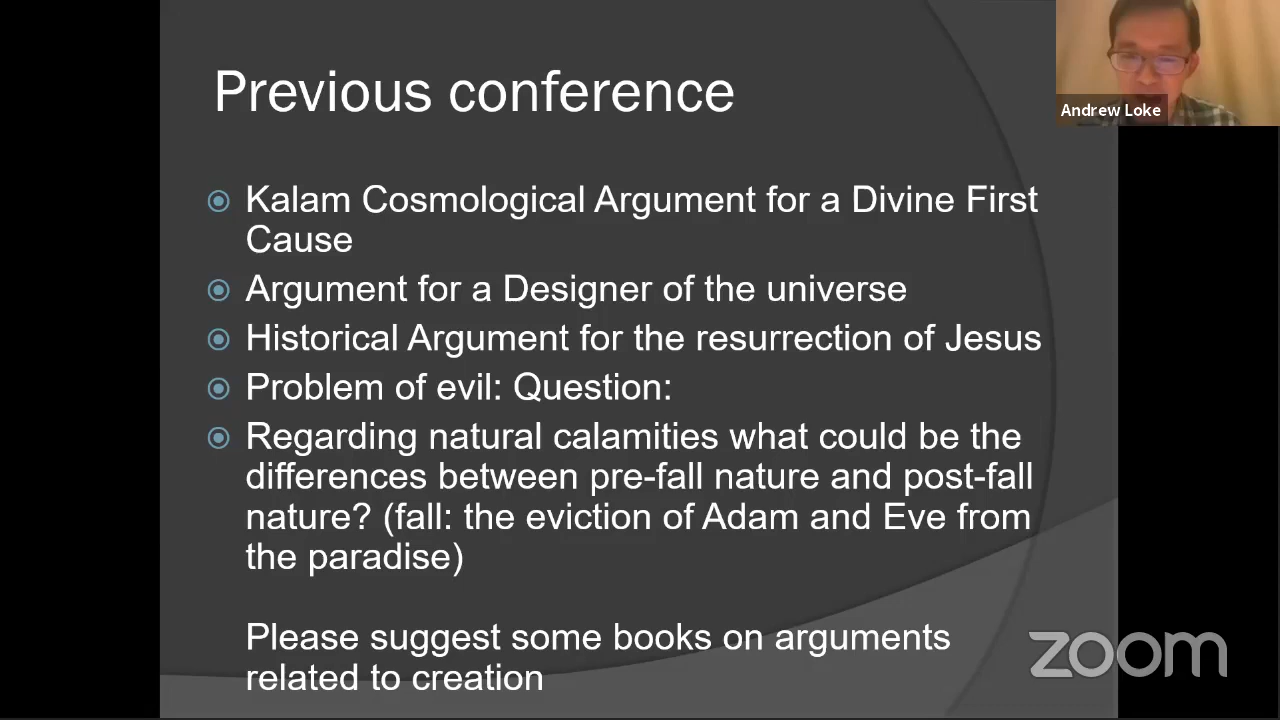 Previous conference
Andrew Loke
Kalam Cosmological Argument for a Divine First
Cause
Argument for a Designer of the universe
Historical Argument for the resurrection of Jesus
Problem of evil: Question:
Regarding natural calamities what could be the
differences between pre-fall nature and post-fall
nature? (fall: the eviction of Adam and Eve from
the paradise)
Please suggest some books on arguments
related to creation
zoom